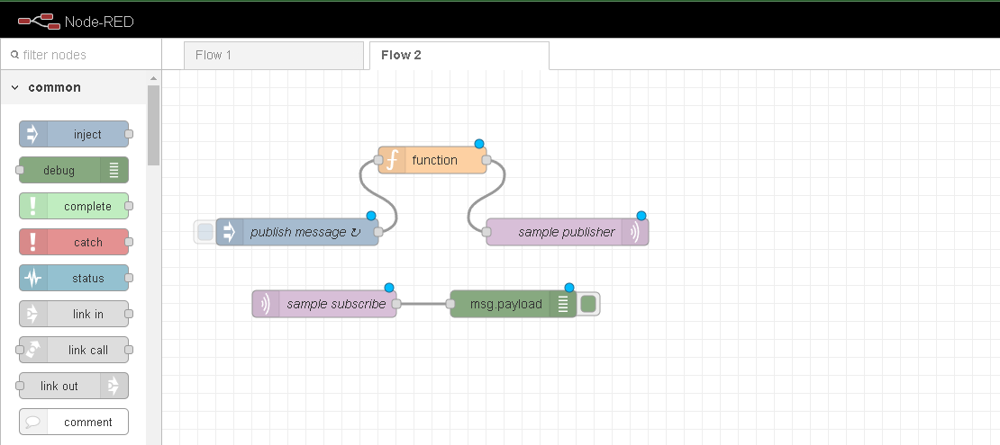 Node-RED
filter nodes
Flow 1
Flow 2
common
inject
debug
complete
catch
status
link in
link call
link out
comment
function
publish message ↻
sample publisher
sample subscribe
msg.payload